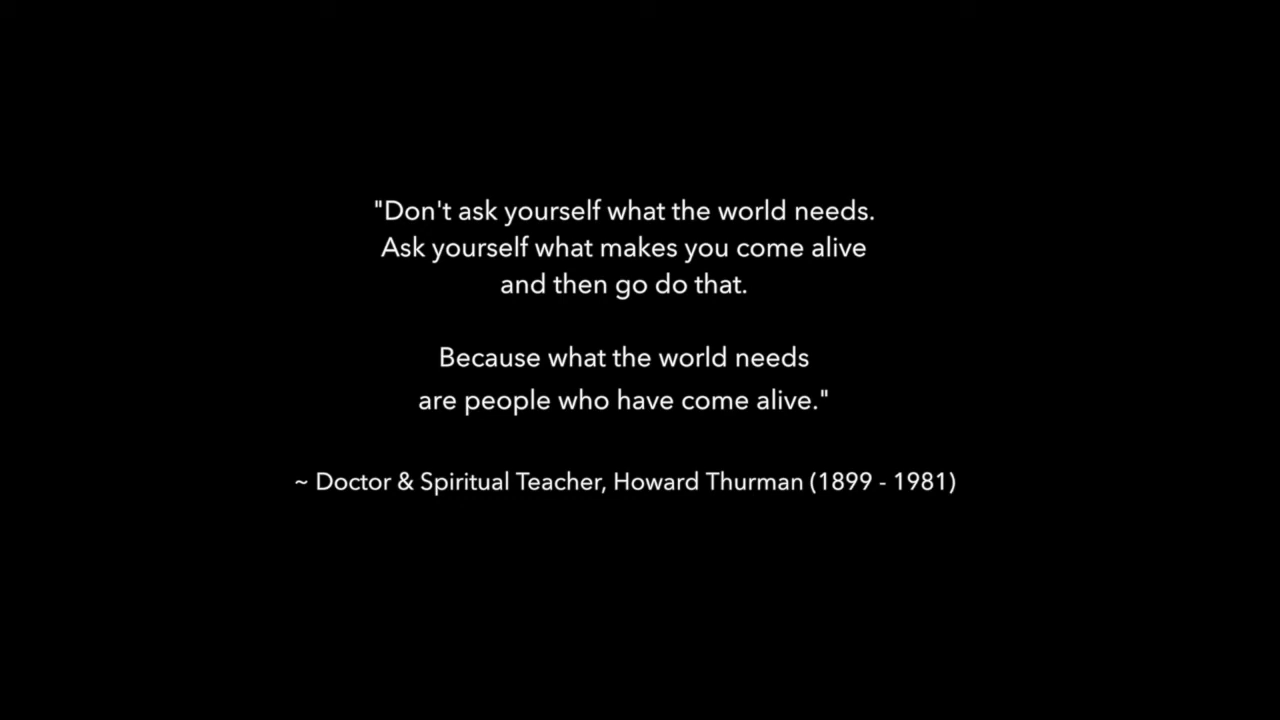 "Don't ask yourself what the world needs.
Ask yourself what makes you come alive
and then go do that.
Because what the world needs
are people who have come alive."
~ Doctor & Spiritual Teacher, Howard Thurman (1899 - 1981)